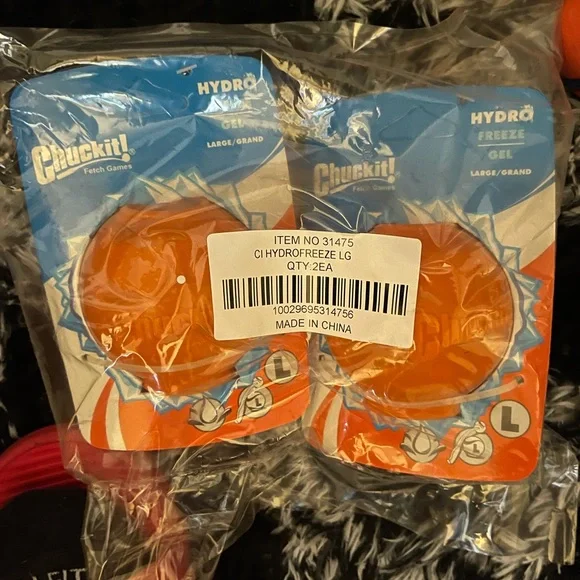 HYDRO
GEL
LARGE/GRAND
Chuckit!
Fetch Games
HYDRO
FREEZE
GEL
LARGE/GRAND
Chuckit!
Fetch Games
ITEM NO 31475
CI HYDROFREEZE LG
QTY:2EA
10029695314756
MADE IN CHINA
L
L
L